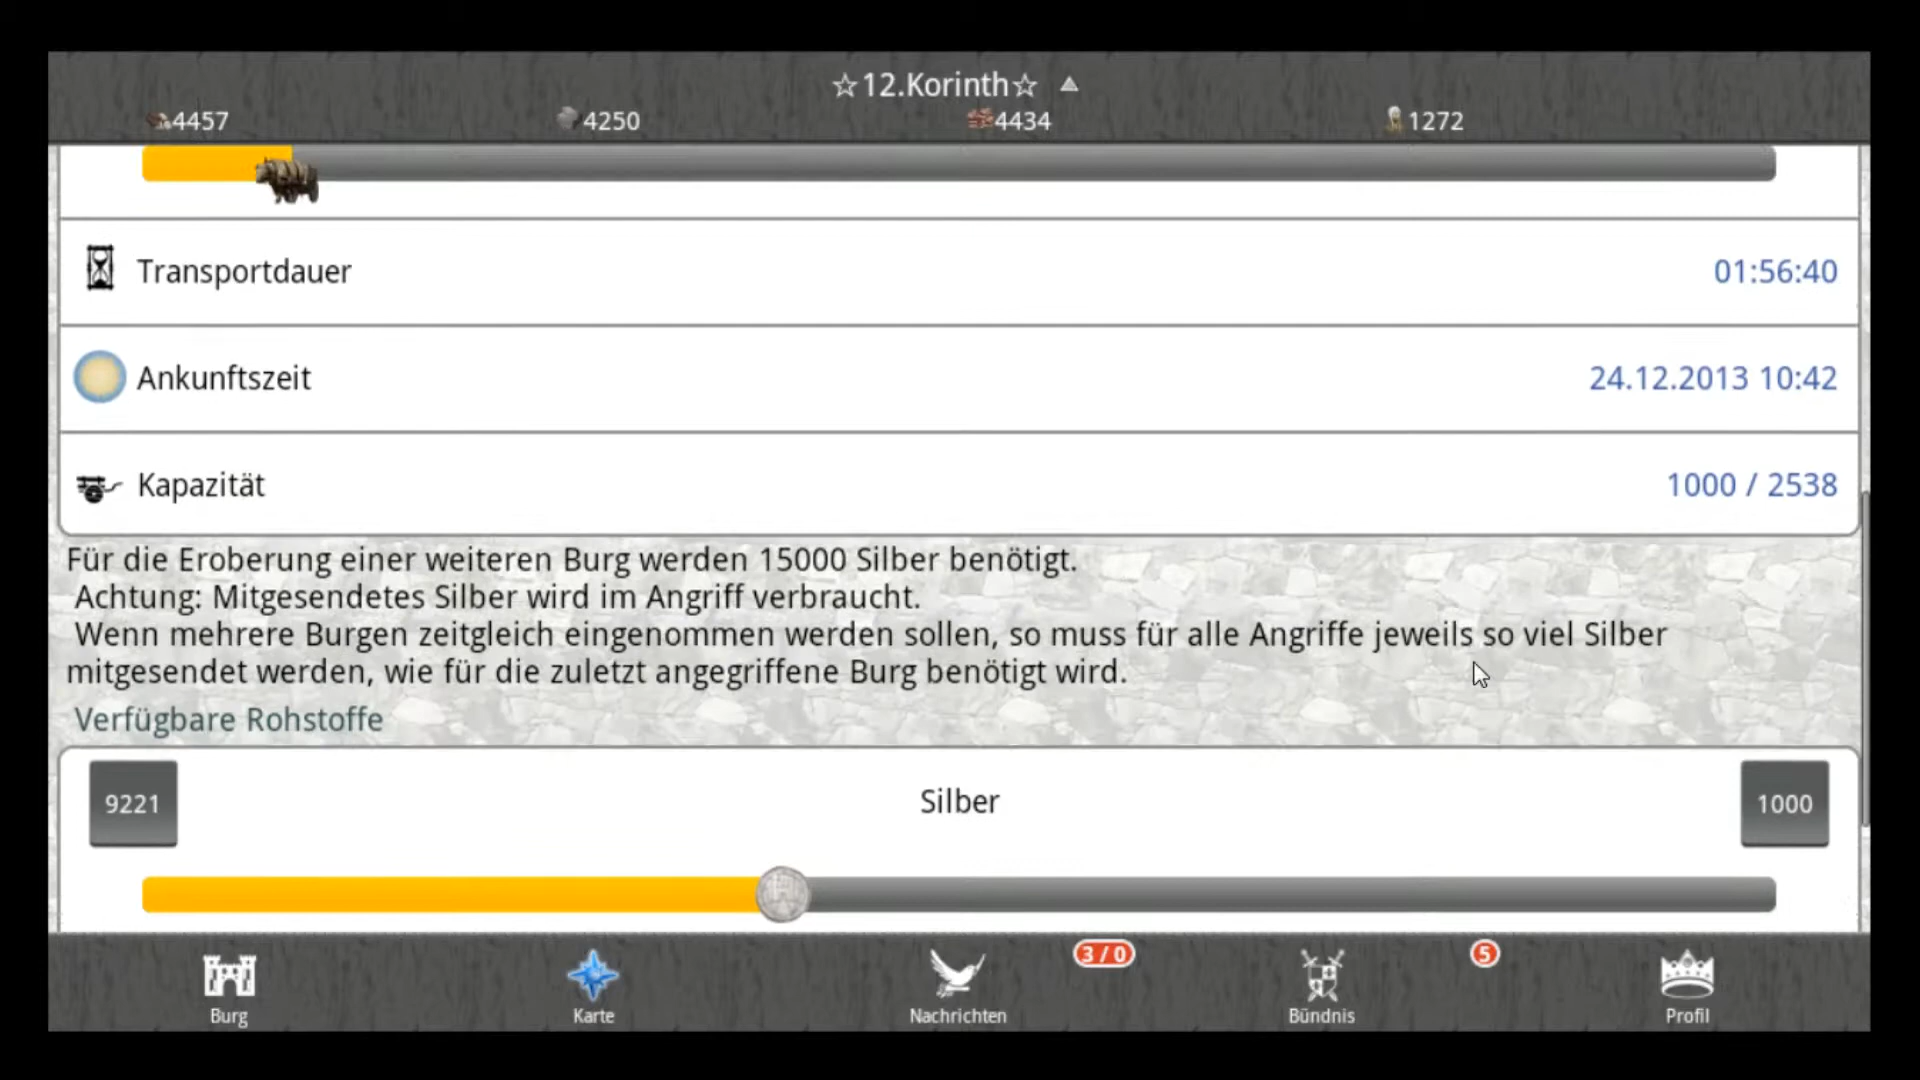 ☆12.Korinth☆
4457 4250 4434 1272
Transportdauer 01:56:40
Ankunftszeit 24.12.2013 10:42
Kapazität 1000 / 2538
Für die Eroberung einer weiteren Burg werden 15000 Silber benötigt.
Achtung: Mitgesendetes Silber wird im Angriff verbraucht.
Wenn mehrere Burgen zeitgleich eingenommen werden sollen, so muss für alle Angriffe jeweils so viel Silber
mitgesendet werden, wie für die zuletzt angegriffene Burg benötigt wird.
Verfügbare Rohstoffe
9221 Silber 1000
3 / 0 5
Burg Karte Nachrichten Bündnis Profil